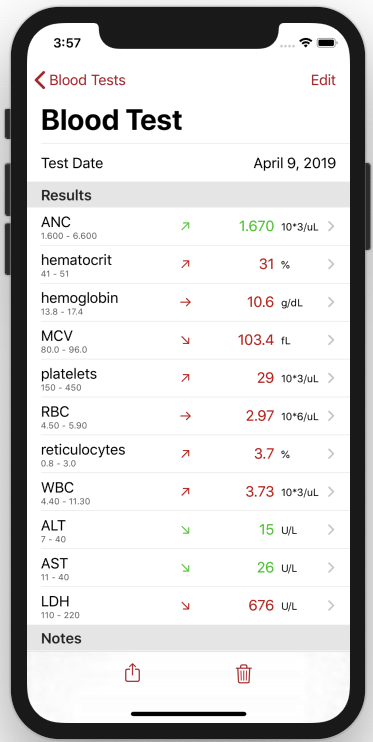 3:57
Blood Tests Edit
Blood Test
Test Date April 9, 2019
Results
ANC 1.670 10*3/uL
1.600 - 6.600
hematocrit 31 %
41 - 51
hemoglobin 10.6 g/dL
13.8 - 17.4
MCV 103.4 fL
80.0 - 96.0
platelets 29 10*3/uL
150 - 450
RBC 2.97 10*6/uL
4.50 - 5.90
reticulocytes 3.7 %
0.8 - 3.0
WBC 3.73 10*3/uL
4.40 - 11.30
ALT 15 U/L
7 - 40
AST 26 U/L
11 - 40
LDH 676 U/L
110 - 220
Notes